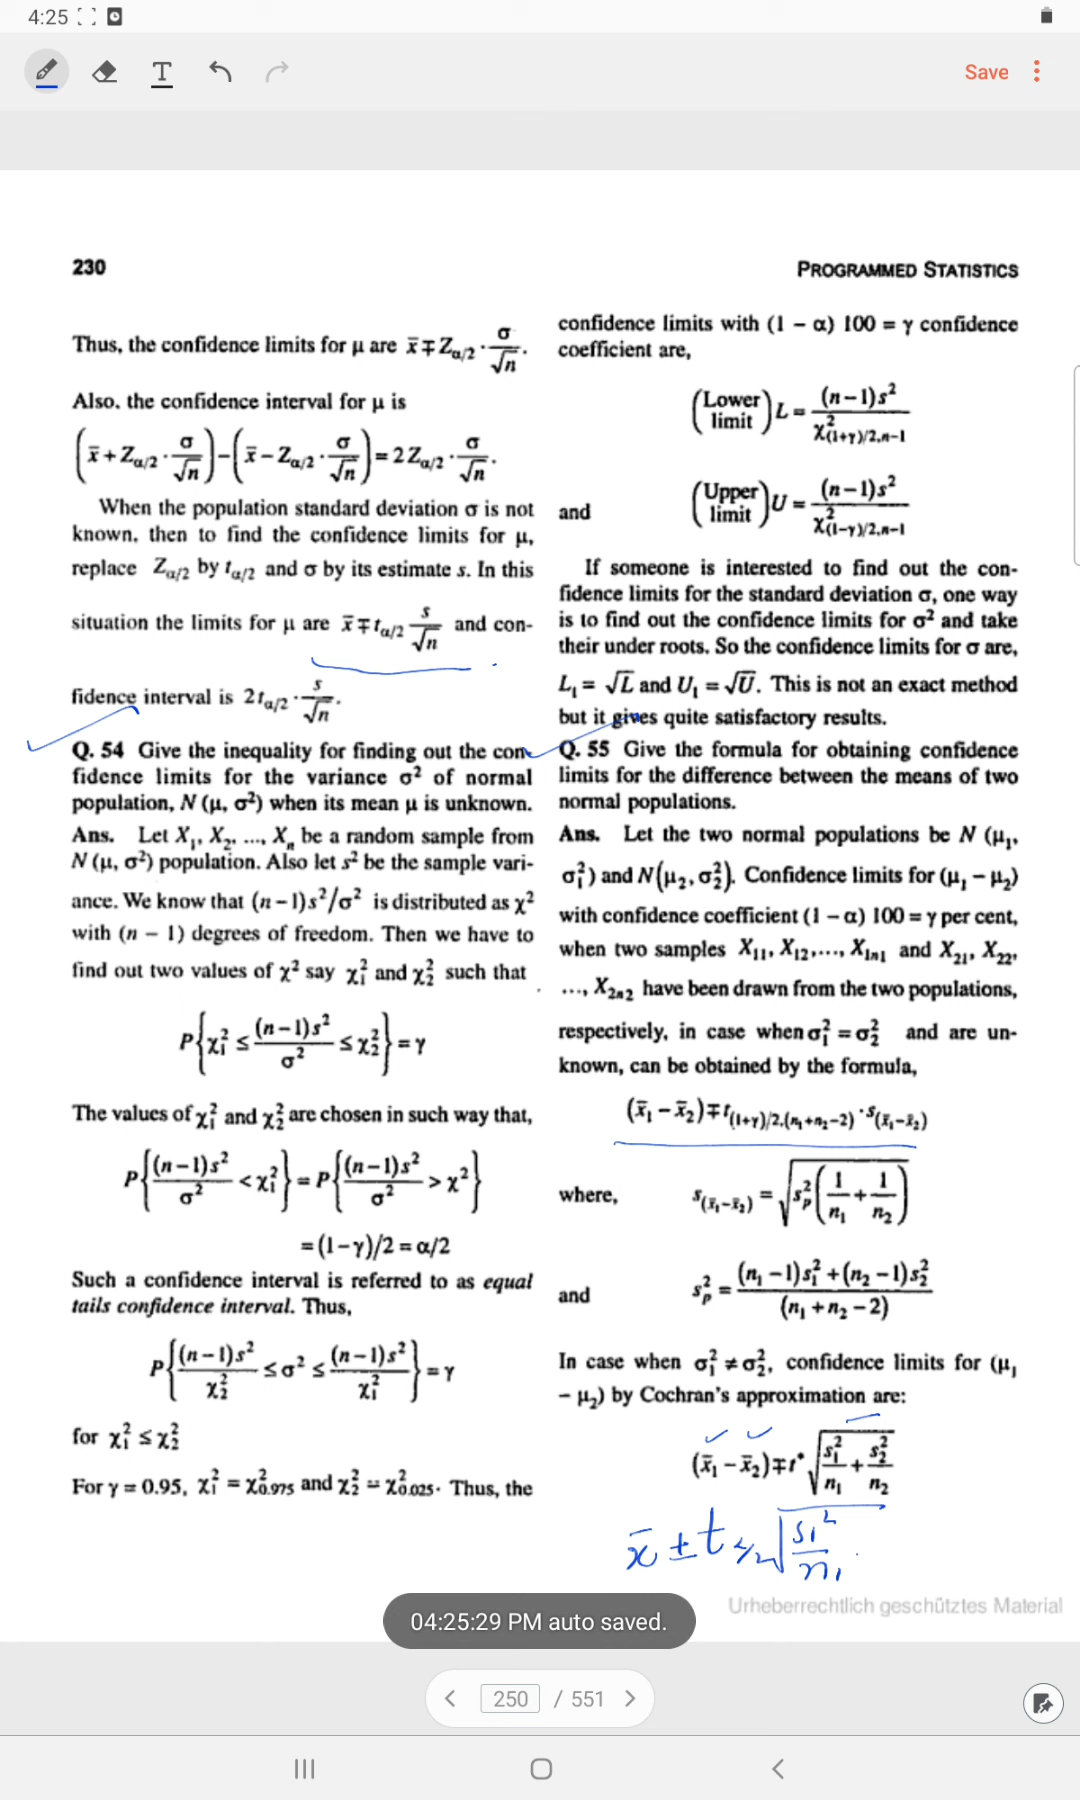 4:25
T
Save
230
PROGRAMMED STATISTICS
Thus, the confidence limits for μ are x̄ ∓ Z_{α/2} · σ/√n.
Also, the confidence interval for μ is
(x̄ + Z_{α/2} · σ/√n) − (x̄ − Z_{α/2} · σ/√n) = 2 Z_{α/2} · σ/√n.
When the population standard deviation σ is not
known, then to find the confidence limits for μ,
replace Z_{α/2} by t_{α/2} and σ by its estimate s. In this
situation the limits for μ are x̄ ∓ t_{α/2} s/√n and con-
fidence interval is 2 t_{α/2} · s/√n.
Q. 54 Give the inequality for finding out the con-
fidence limits for the variance σ² of normal
population, N (μ, σ²) when its mean μ is unknown.
Ans. Let X₁, X₂, ..., Xₙ be a random sample from
N (μ, σ²) population. Also let s² be the sample vari-
ance. We know that (n − 1)s²/σ² is distributed as χ²
with (n − 1) degrees of freedom. Then we have to
find out two values of χ² say χ₁² and χ₂² such that
P{χ₁² ≤ (n − 1)s²/σ² ≤ χ₂²} = γ
The values of χ₁² and χ₂² are chosen in such way that,
P{(n − 1)s²/σ² < χ₁²} = P{(n − 1)s²/σ² > χ²}
= (1 − γ)/2 = α/2
Such a confidence interval is referred to as equal
tails confidence interval. Thus,
P{(n − 1)s²/χ₂² ≤ σ² ≤ (n − 1)s²/χ₁²} = γ
for χ₁² ≤ χ₂²
For γ = 0.95, χ₁² = χ²_{0.975} and χ₂² = χ²_{0.025}. Thus, the
confidence limits with (1 − α) 100 = γ confidence
coefficient are,
(Lower limit) L = (n − 1)s²/χ²_{(1+γ)/2, n−1}
and (Upper limit) U = (n − 1)s²/χ²_{(1−γ)/2, n−1}
If someone is interested to find out the con-
fidence limits for the standard deviation σ, one way
is to find out the confidence limits for σ² and take
their under roots. So the confidence limits for σ are,
L₁ = √L and U₁ = √U. This is not an exact method
but it gives quite satisfactory results.
Q. 55 Give the formula for obtaining confidence
limits for the difference between the means of two
normal populations.
Ans. Let the two normal populations be N (μ₁,
σ₁²) and N(μ₂, σ₂²). Confidence limits for (μ₁ − μ₂)
with confidence coefficient (1 − α) 100 = γ per cent,
when two samples X₁₁, X₁₂, ..., X_{1n1} and X₂₁, X₂₂,
..., X_{2n2} have been drawn from the two populations,
respectively, in case when σ₁² = σ₂² and are un-
known, can be obtained by the formula,
(x̄₁ − x̄₂) ∓ t_{(1+γ)/2, (n₁+n₂−2)} · s_{(x̄₁−x̄₂)}
where, s_{(x̄₁−x̄₂)} = √(s_p² (1/n₁ + 1/n₂))
and s_p² = ((n₁ − 1)s₁² + (n₂ − 1)s₂²)/(n₁ + n₂ − 2)
In case when σ₁² ≠ σ₂², confidence limits for (μ₁
− μ₂) by Cochran's approximation are:
(x̄₁ − x̄₂) ∓ t* √(s₁²/n₁ + s₂²/n₂)
x̄ ± t_{α/2} √(s₁²/n₁)
Urheberrechtlich geschütztes Material
04:25:29 PM auto saved.
250 / 551